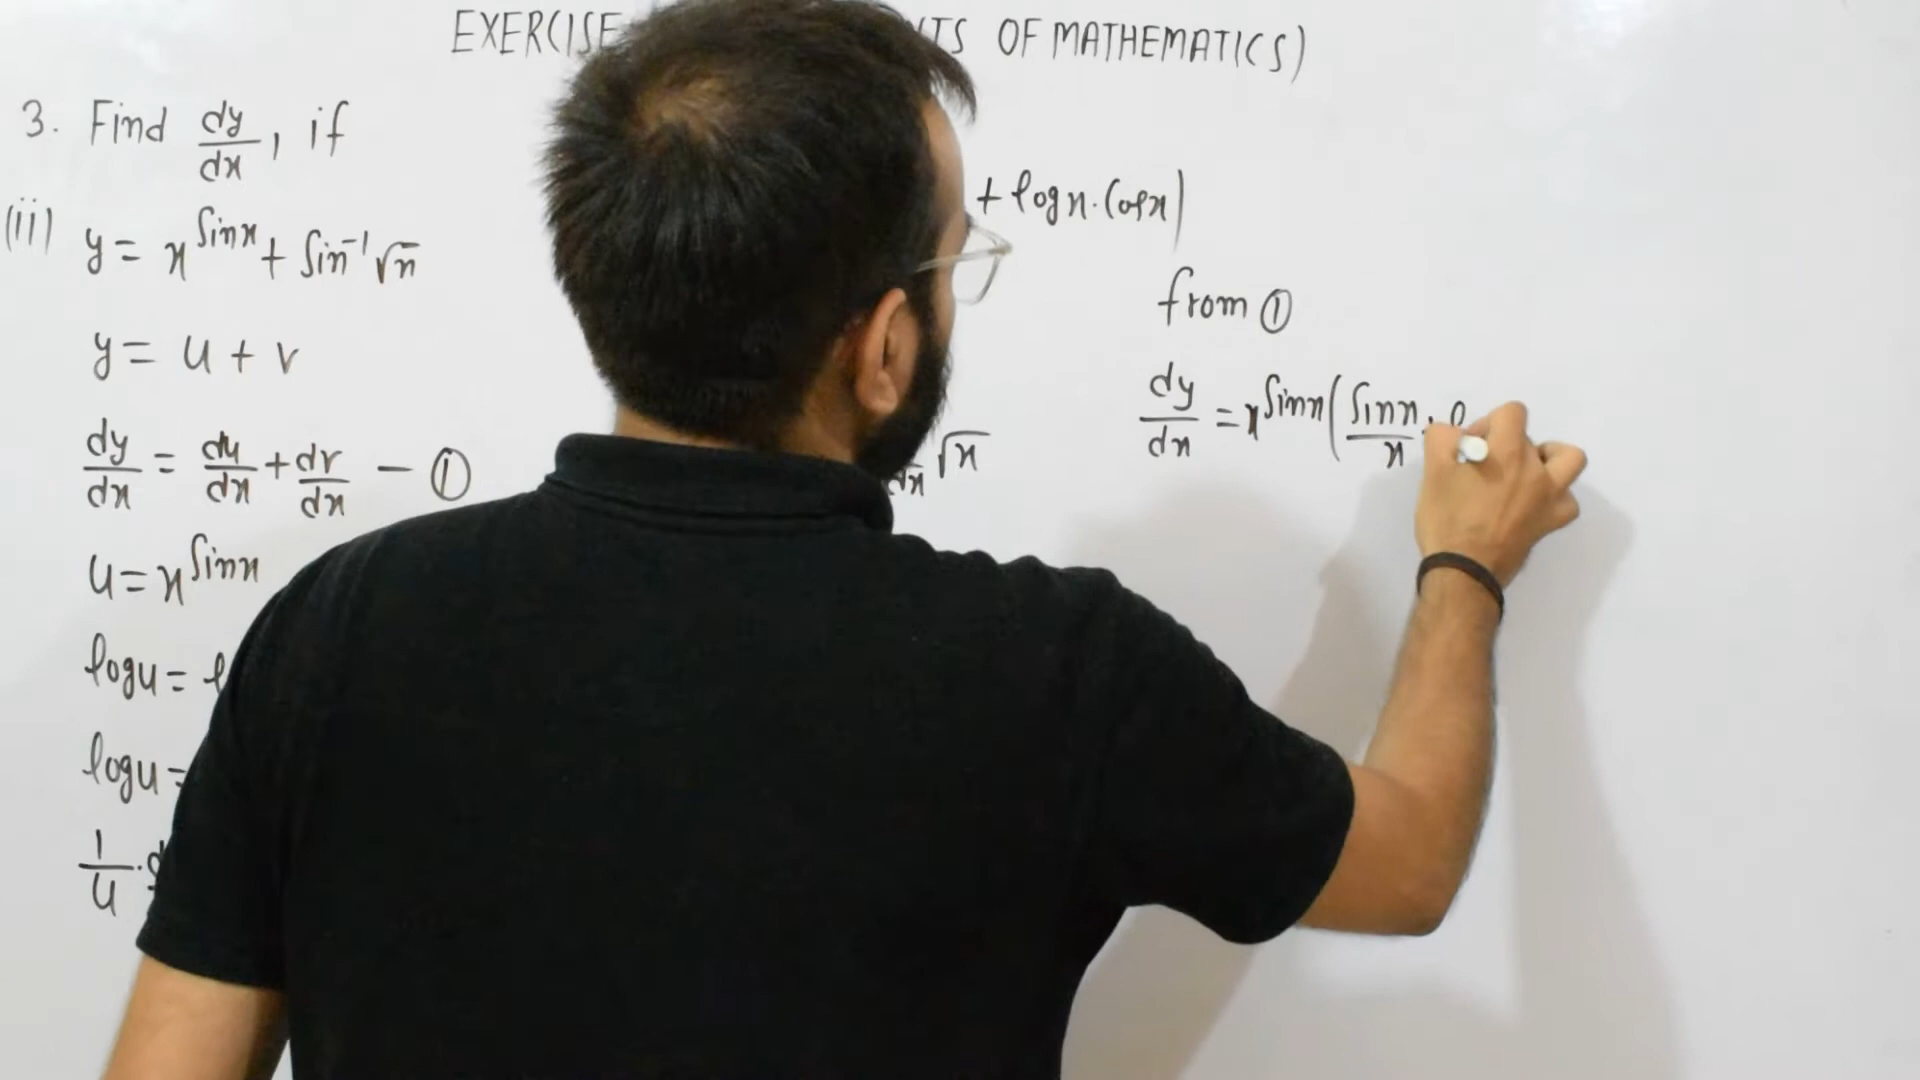 EXERCISE OF MATHEMATICS)
3. Find dy/dx, if
(ii) y = x^sinx + sin^-1 √x
y = u + v
dy/dx = du/dx + dv/dx - ①
u = x^sinx
logu =
logu =
1/u .
+ logx.cosx)
√x
from ①
dy/dx = x^sinx (sinx/x +